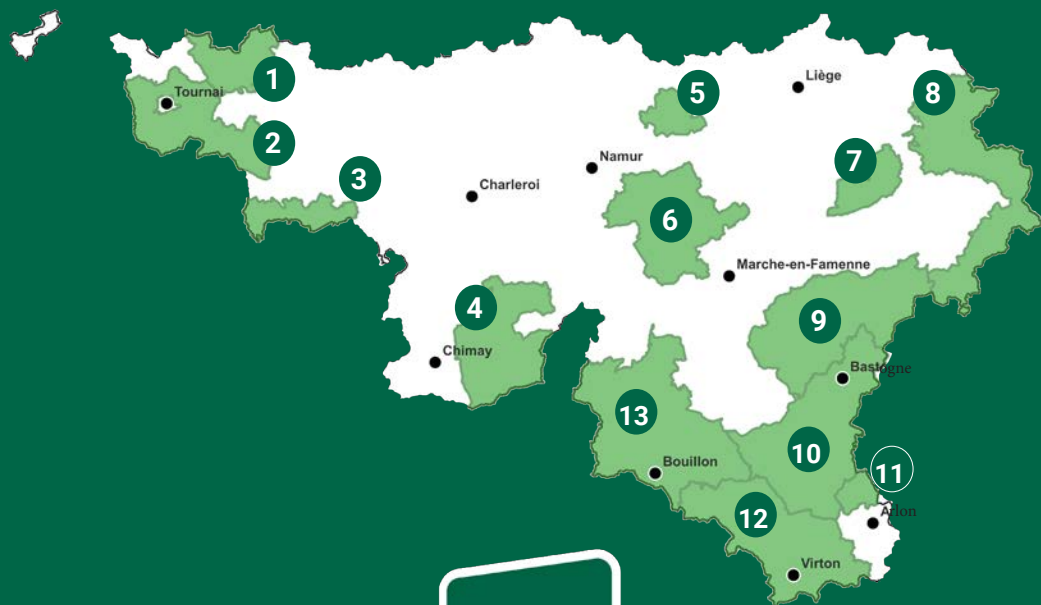 1
Tournai
2
3
Charleroi
Namur
5
Liège
8
7
6
Marche-en-Famenne
4
Chimay
9
Bastogne
13
Bouillon
10
11
12
Arlon
Virton